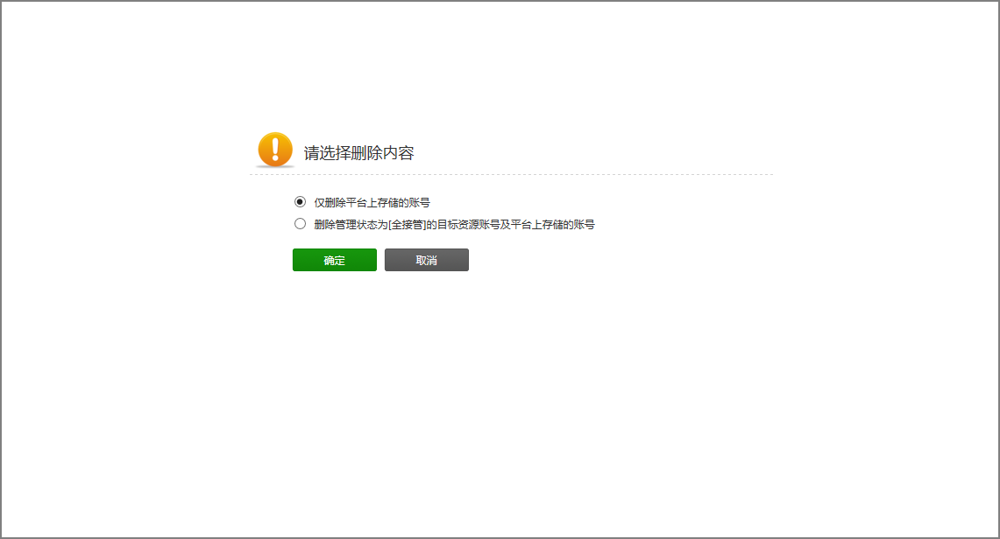 请选择删除内容
仅删除平台上存储的账号
删除管理状态为[全接管]的目标资源账号及平台上存储的账号
确定 取消